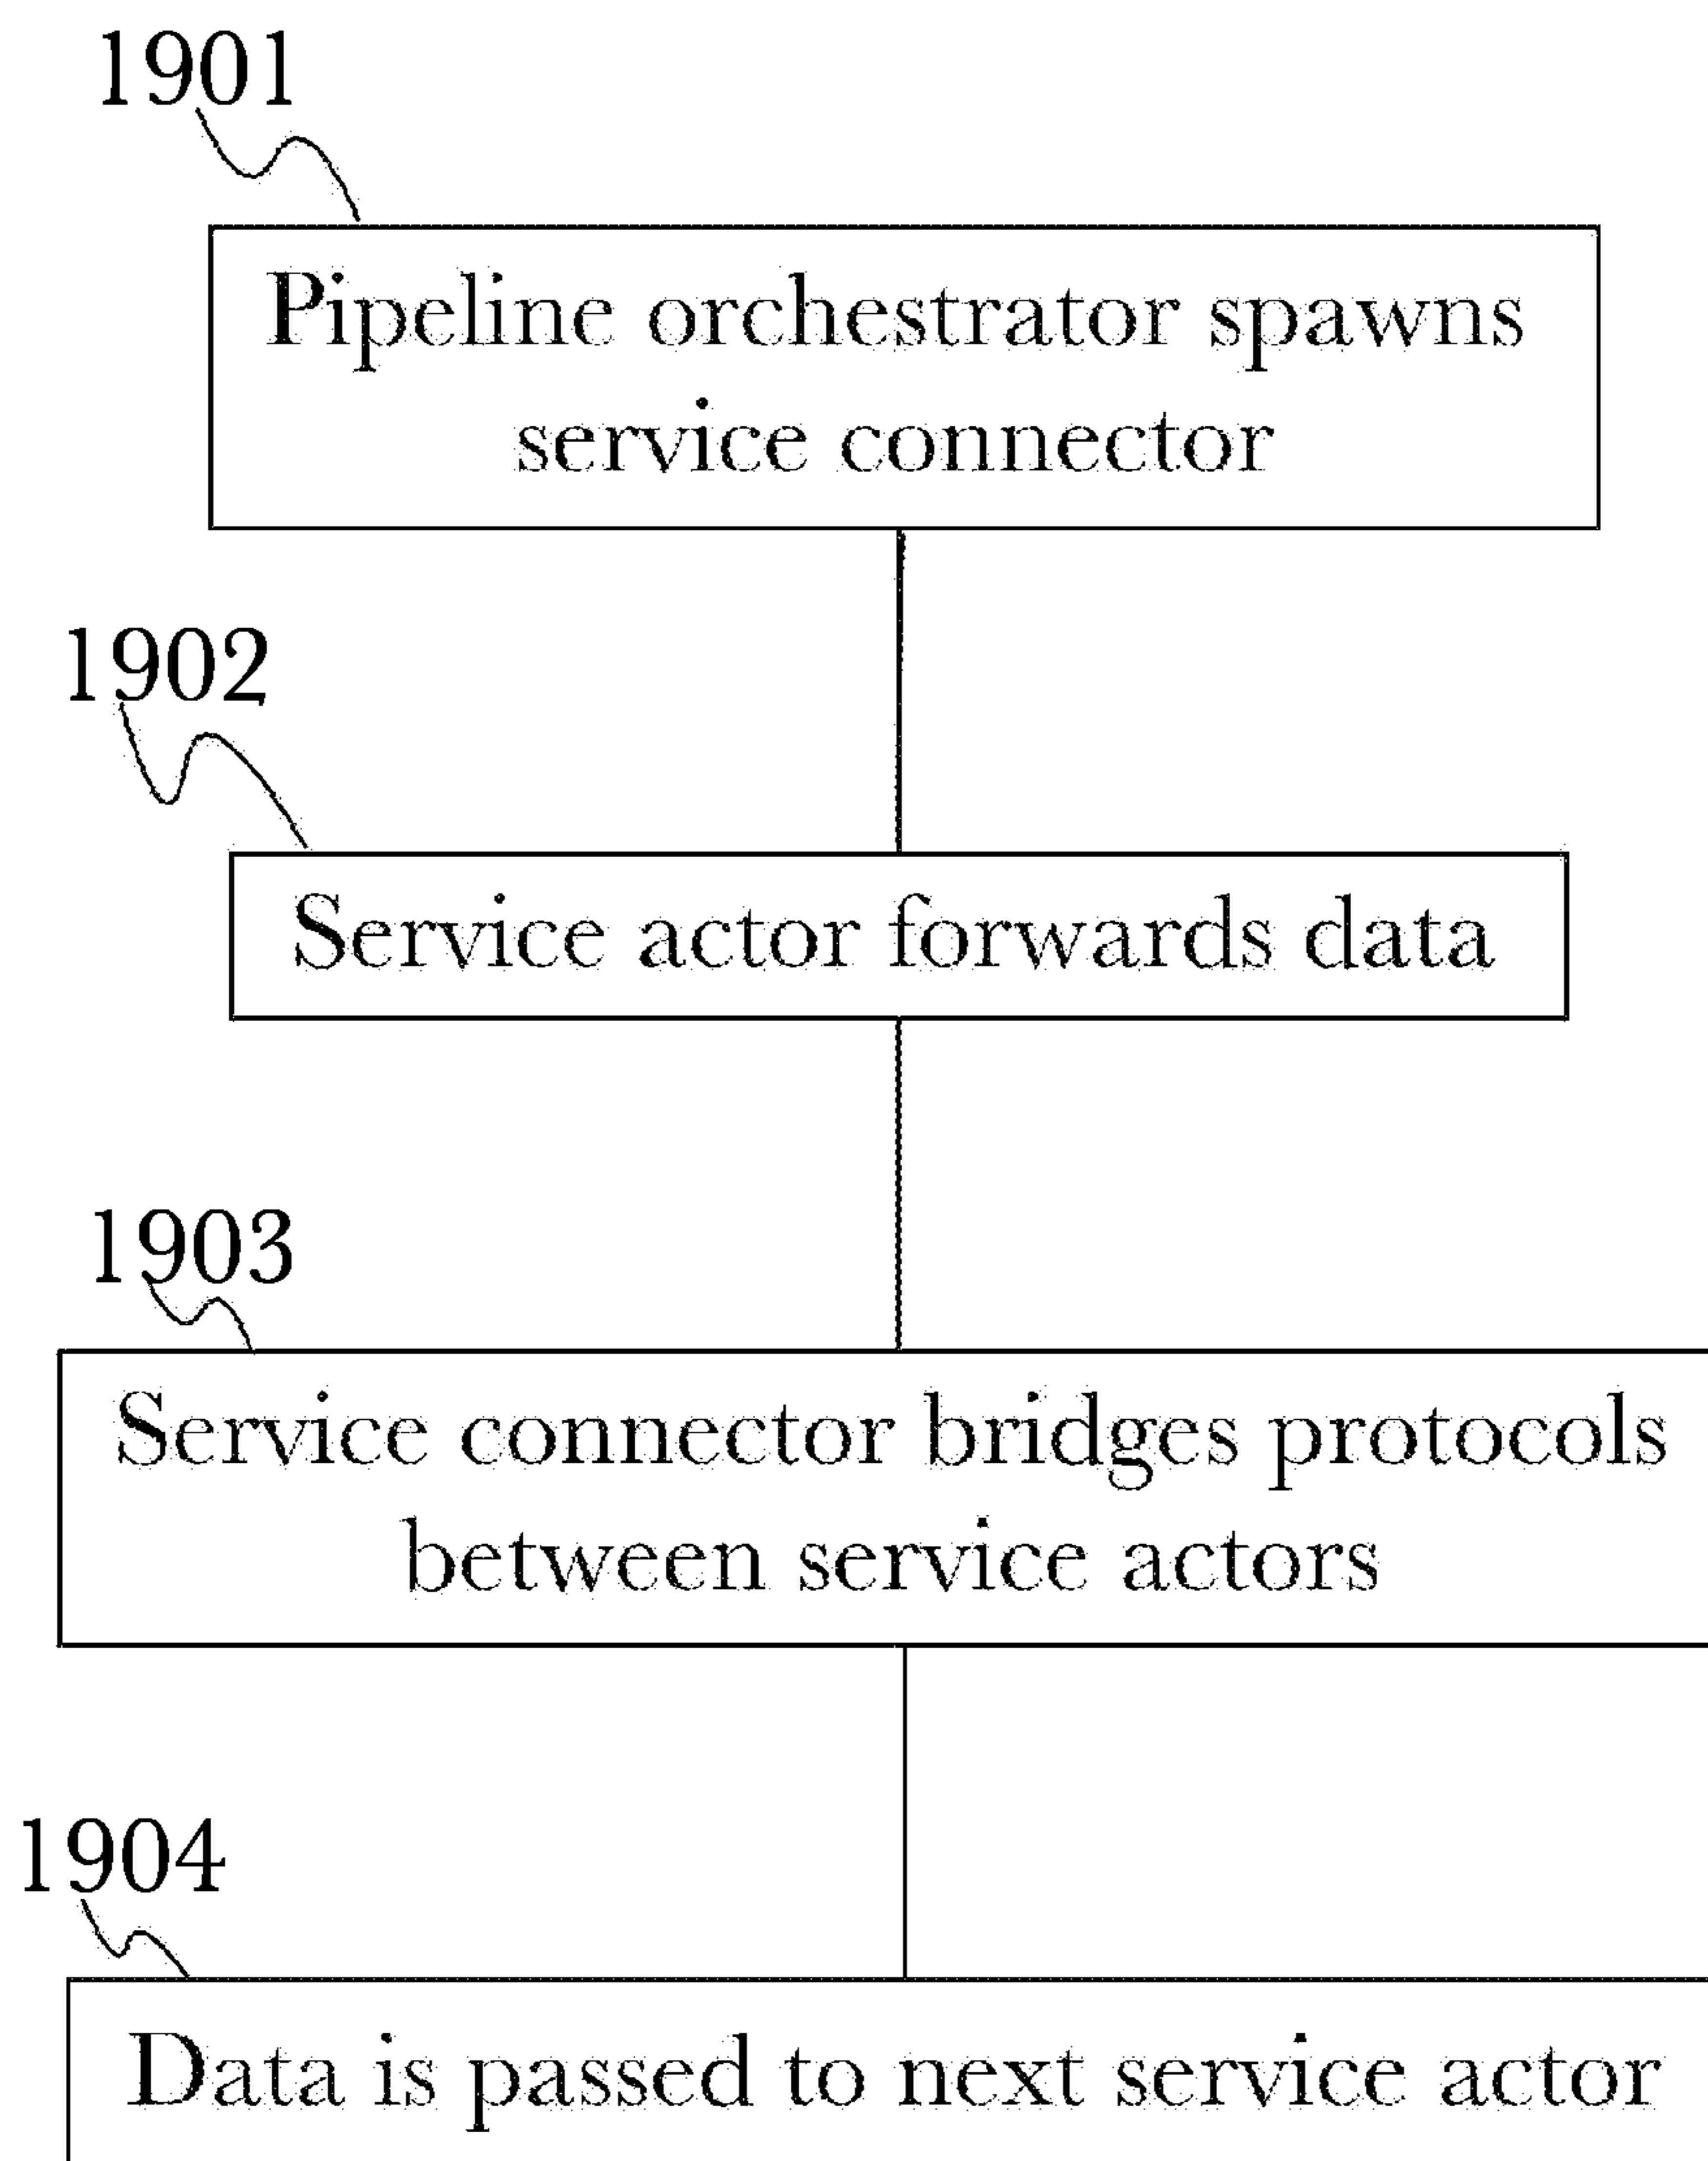 1901
Pipeline orchestrator spawns
service connector
1902
Service actor forwards data
1903
Service connector bridges protocols
between service actors
1904
Data is passed to next service actor